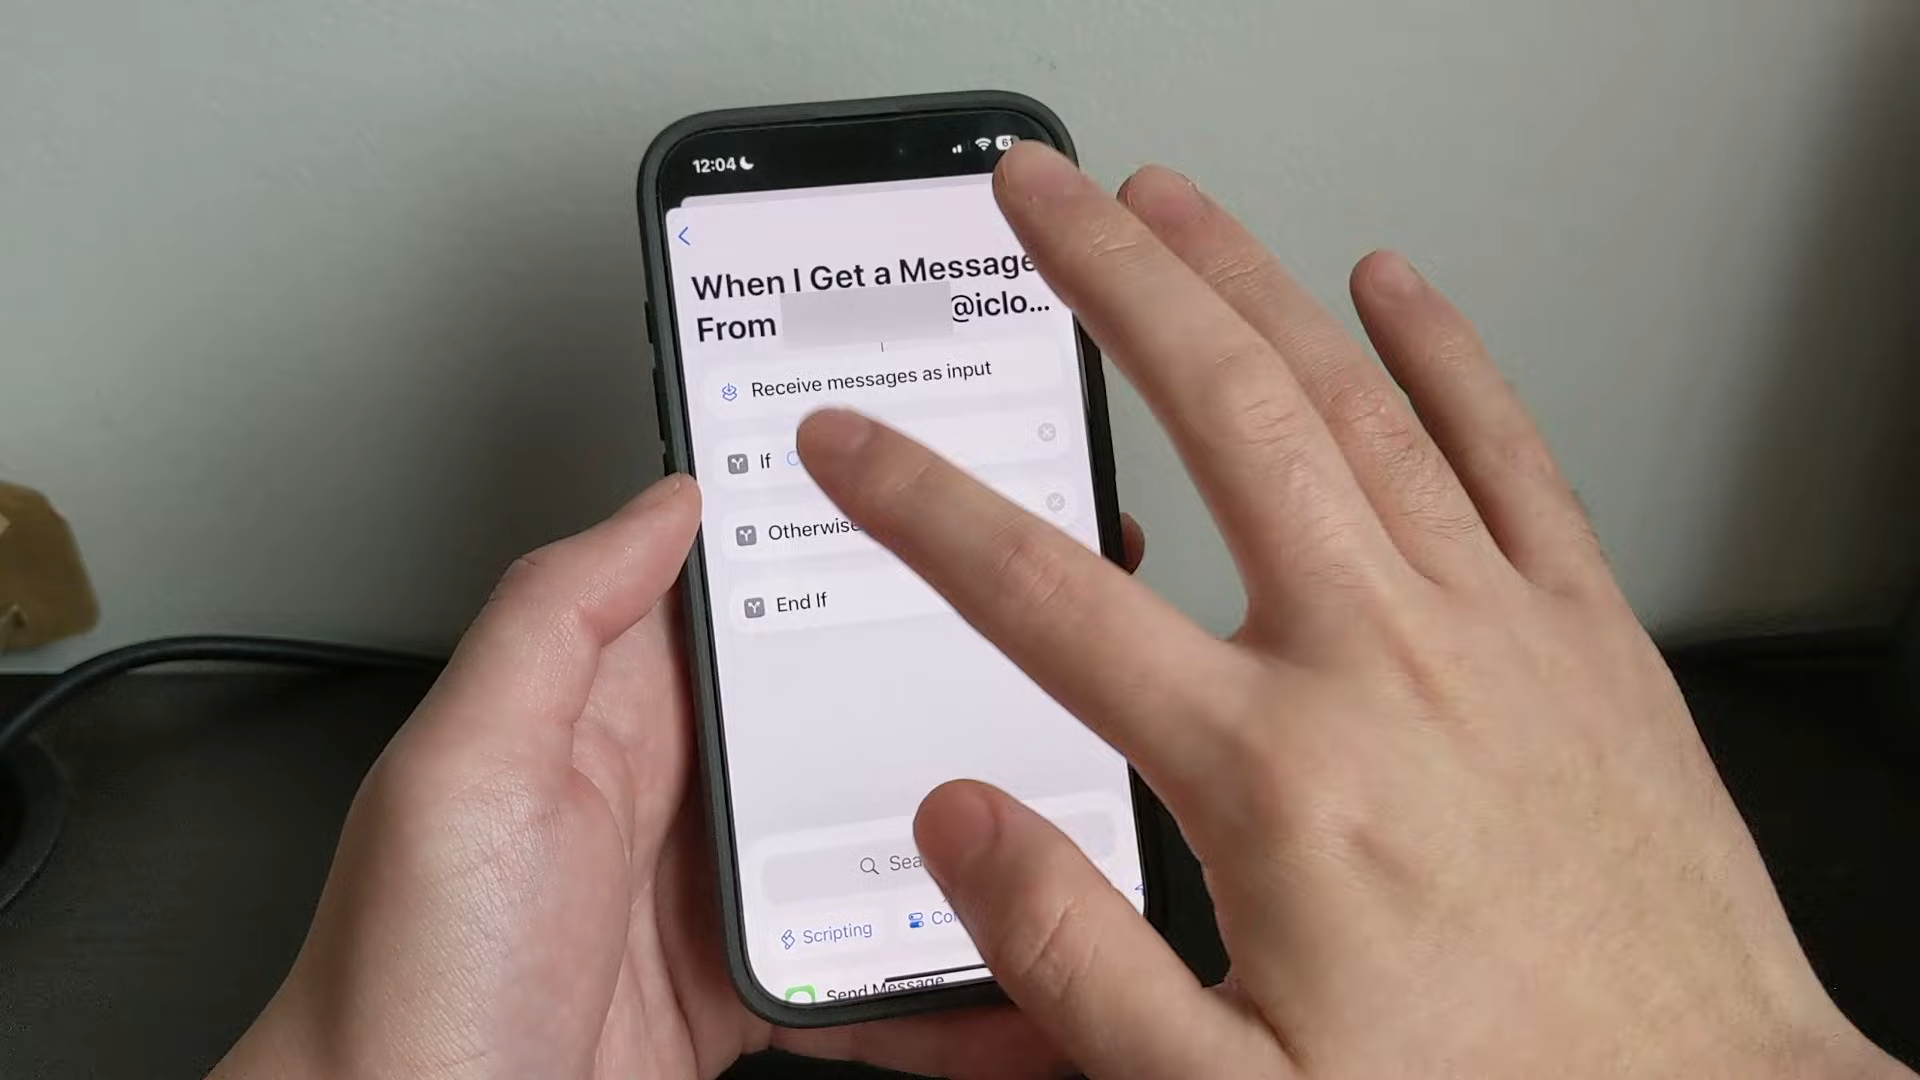 12:04
When I Get a Message
From @iclo...
Receive messages as input
If
Otherwise
End If
Scripting
Send Message